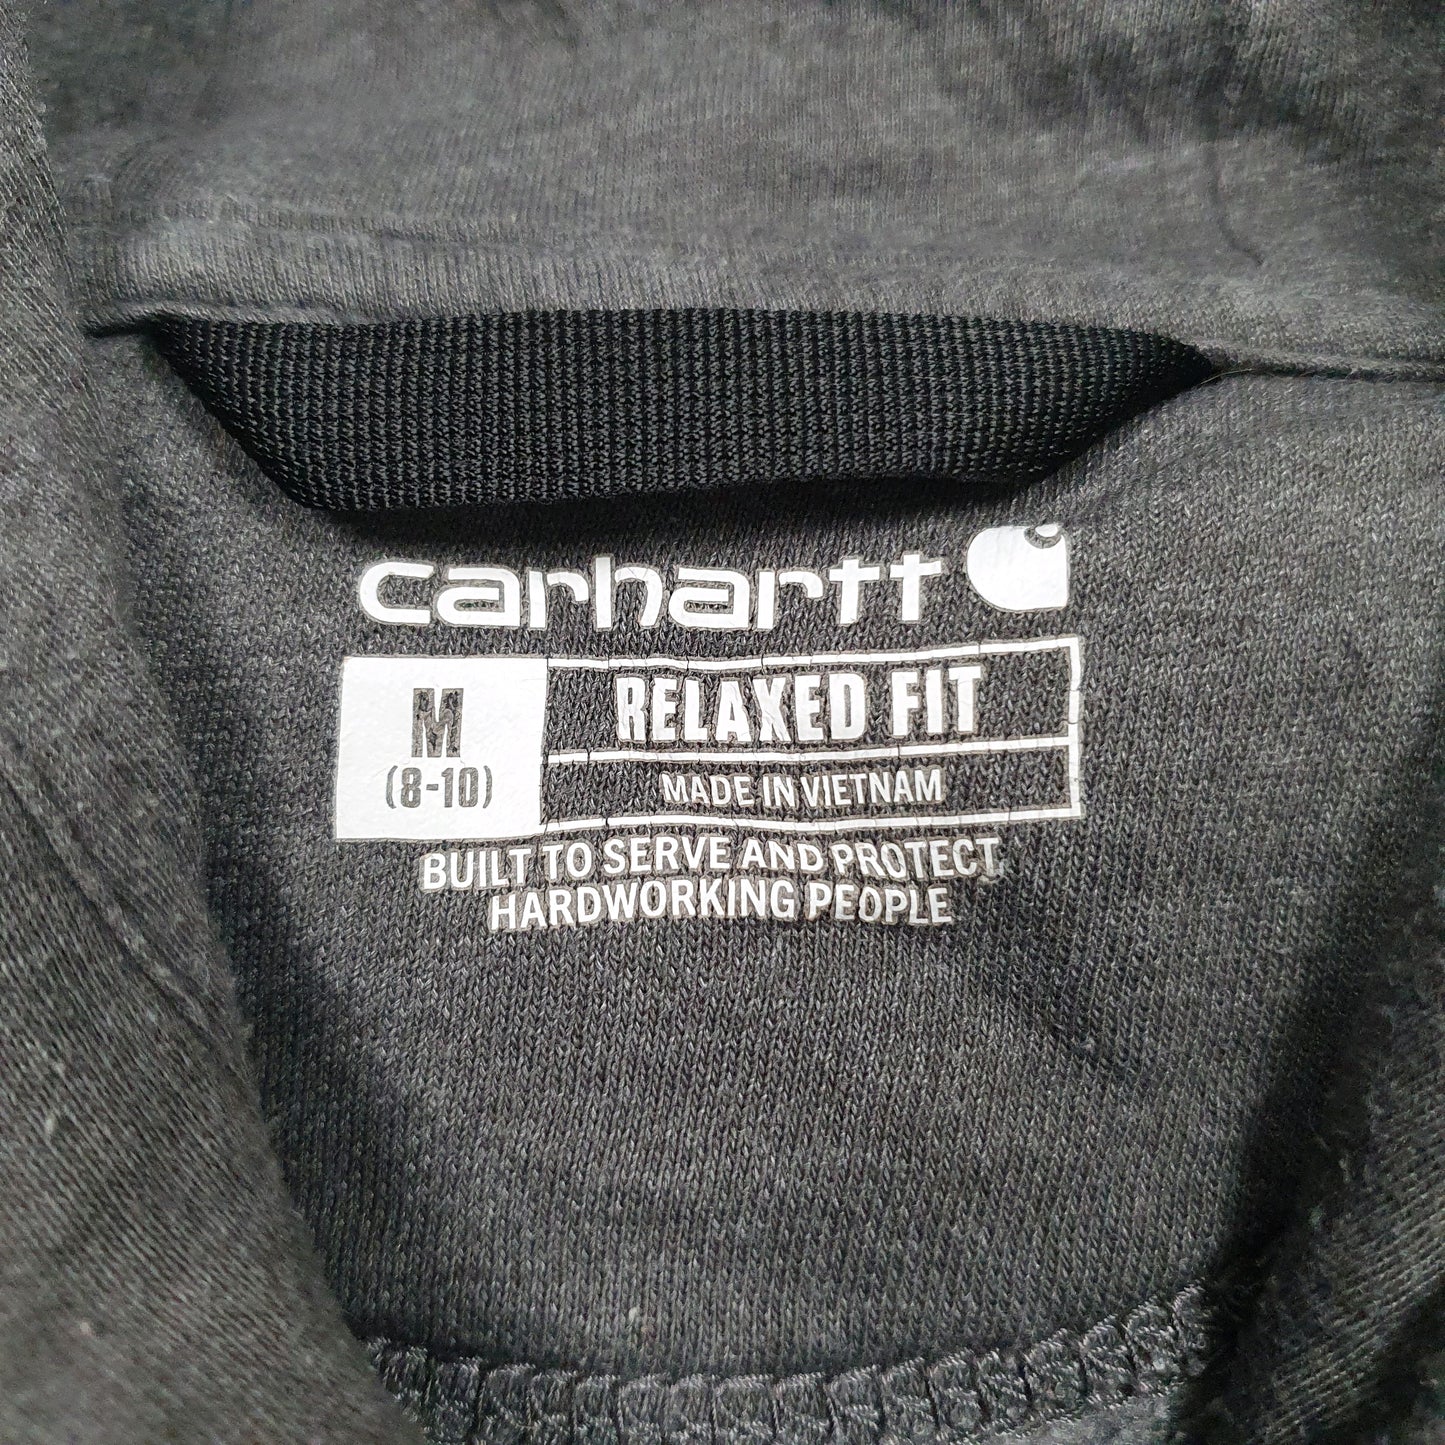 carhartt
M
(8-10)
RELAXED FIT
MADE IN VIETNAM
BUILT TO SERVE AND PROTECT
HARDWORKING PEOPLE